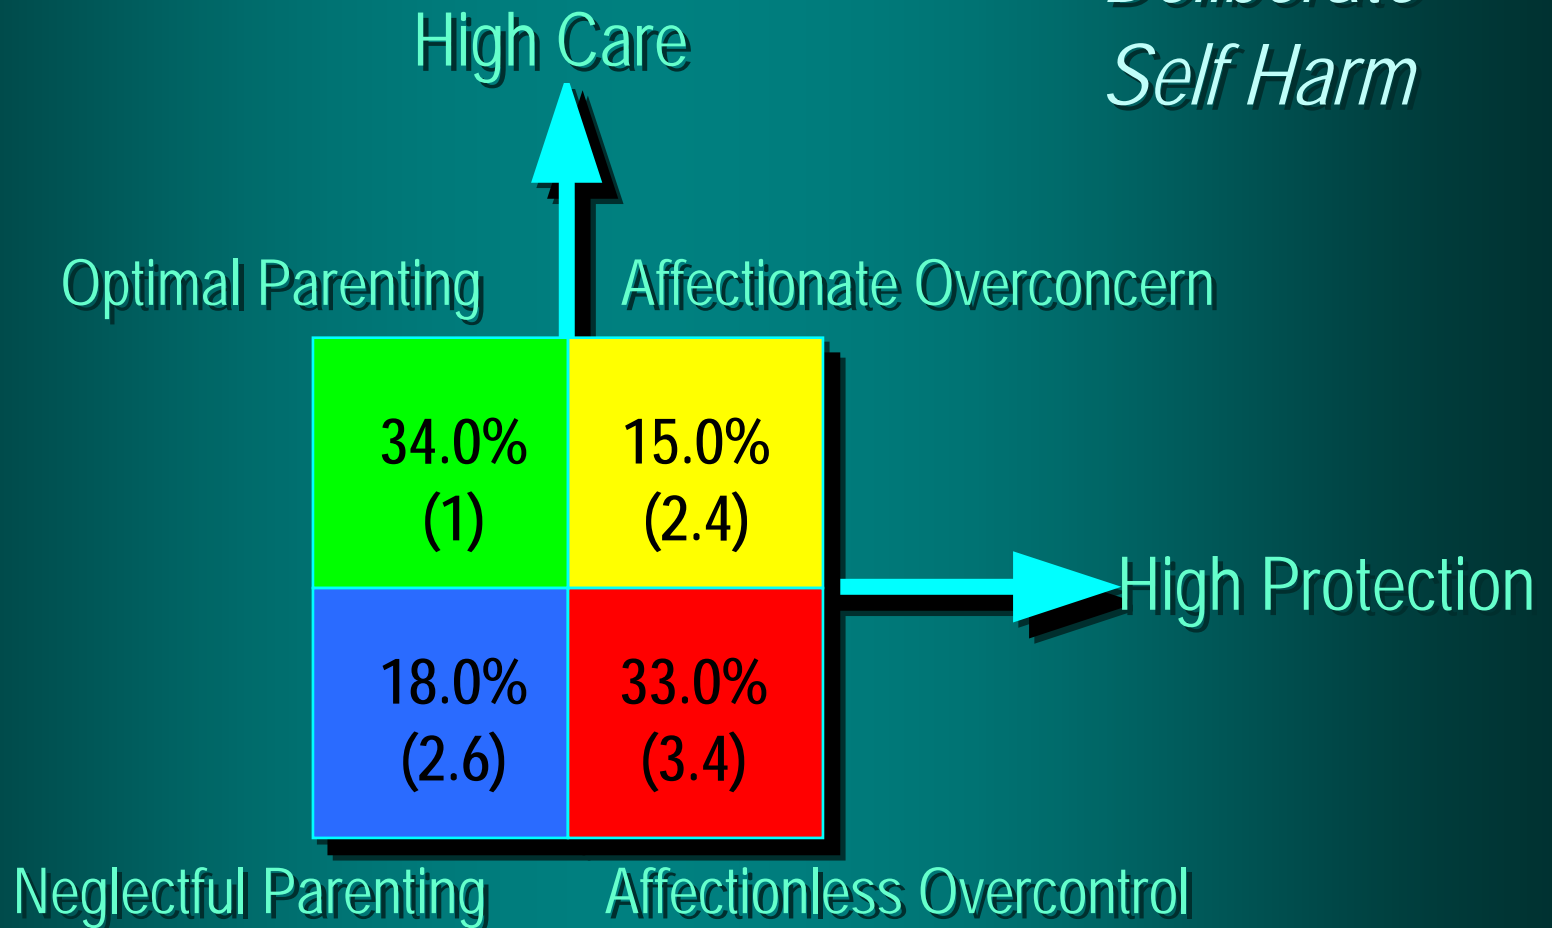 High Care
Self Harm
Optimal Parenting
Affectionate Overconcern
34.0%
(1)
15.0%
(2.4)
High Protection
18.0%
(2.6)
33.0%
(3.4)
Neglectful Parenting
Affectionless Overcontrol